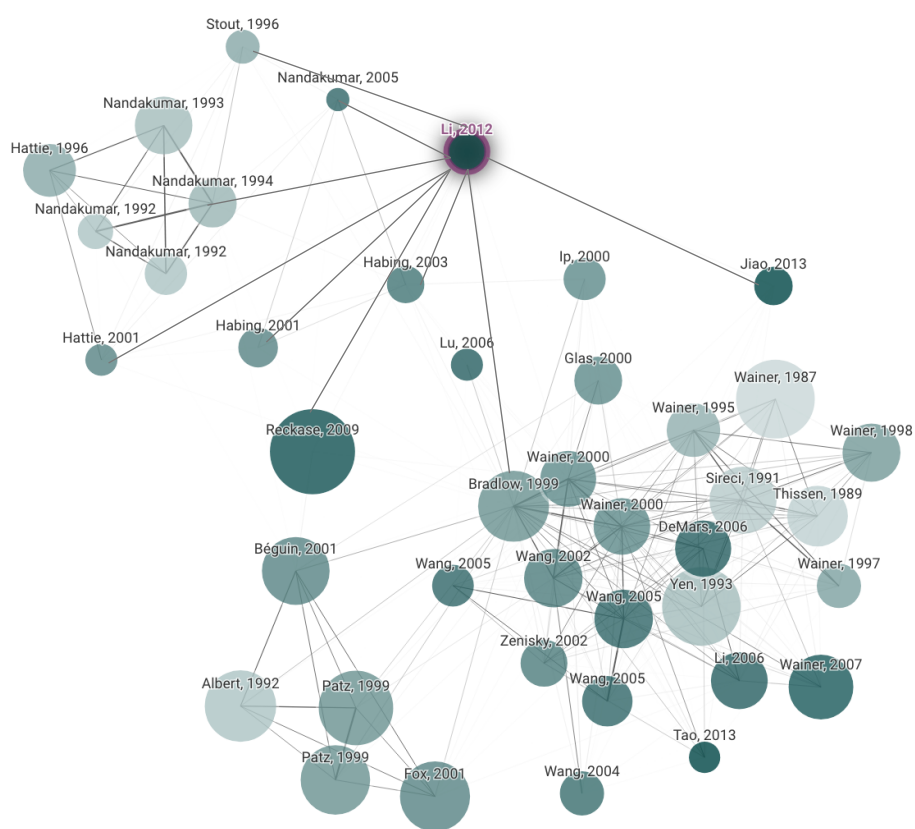 Stout, 1996
Nandakumar, 2005
Nandakumar, 1993
Li, 2012
Hattie, 1996
Nandakumar, 1994
Nandakumar, 1992
Nandakumar, 1992
Habing, 2003
Ip, 2000
Jiao, 2013
Habing, 2001
Hattie, 2001
Lu, 2006
Glas, 2000
Wainer, 1987
Wainer, 1995
Reckase, 2009
Wainer, 1998
Wainer, 2000
Bradlow, 1999
Sireci, 1991
Thissen, 1989
Wainer, 2000
DeMars, 2006
Béguin, 2001
Wang, 2005
Wang, 2002
Yen, 1993
Wainer, 1997
Wang, 2005
Zenisky, 2002
Li, 2006
Wainer, 2007
Albert, 1992
Patz, 1999
Wang, 2005
Tao, 2013
Patz, 1999
Fox, 2001
Wang, 2004